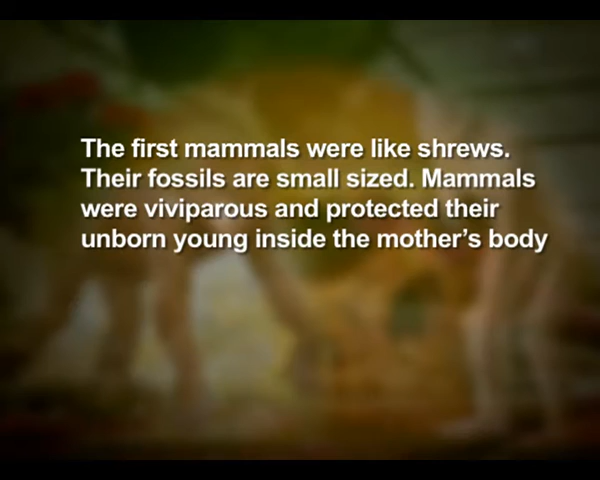 The first mammals were like shrews.
Their fossils are small sized. Mammals
were viviparous and protected their
unborn young inside the mother's body